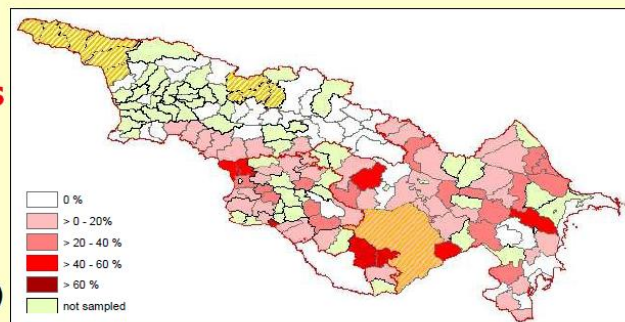 s
0 %
> 0 - 20%
> 20 - 40 %
> 40 - 60 %
> 60 %
not sampled
)